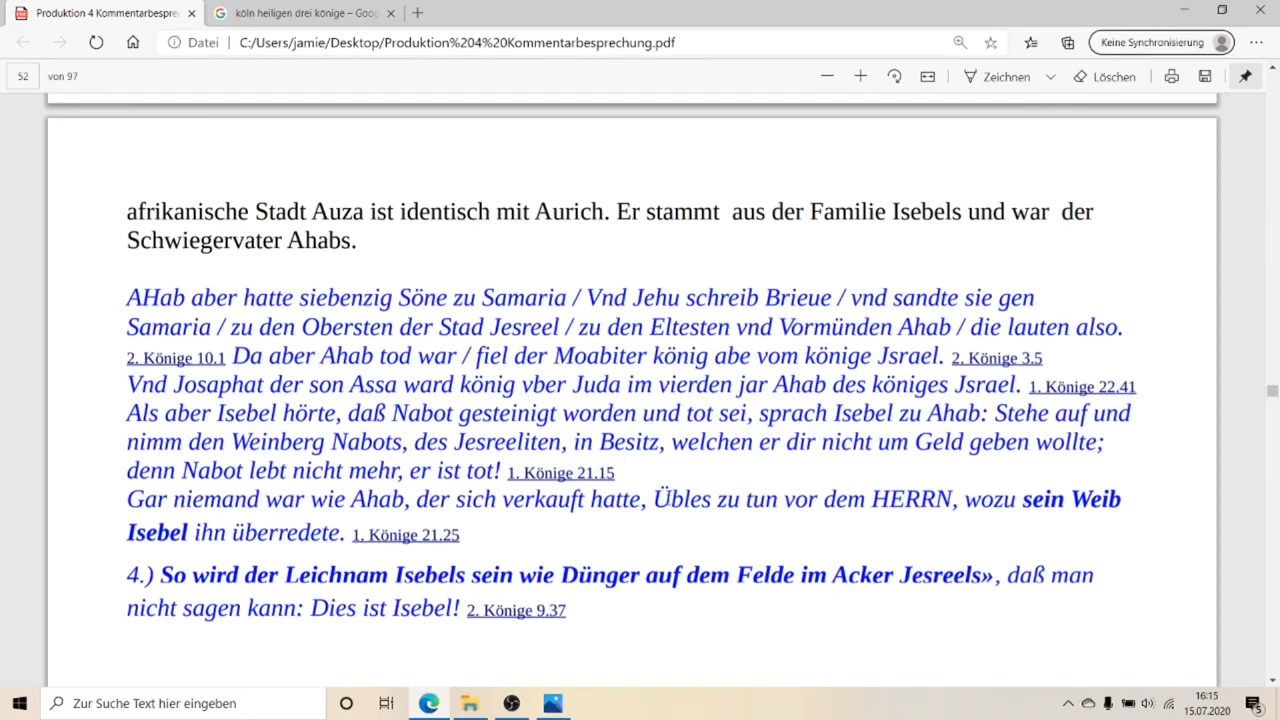 Produktion 4 Kommentarbespre
köln heiligen drei könige – Goog
Datei
C:/Users/jamie/Desktop/Produktion%204%20Kommentarbesprechung.pdf
Keine Synchronisierung
52 von 97
Zeichnen
Löschen
afrikanische Stadt Auza ist identisch mit Aurich. Er stammt aus der Familie Isebels und war der
Schwiegervater Ahabs.
AHab aber hatte siebenzig Söne zu Samaria / Vnd Jehu schreib Brieue / vnd sandte sie gen
Samaria / zu den Obersten der Stad Jesreel / zu den Eltesten vnd Vormünden Ahab / die lauten also.
2. Könige 10.1 Da aber Ahab tod war / fiel der Moabiter könig abe vom könige Jsrael. 2. Könige 3.5
Vnd Josaphat der son Assa ward könig vber Juda im vierden jar Ahab des königes Jsrael. 1. Könige 22.41
Als aber Isebel hörte, daß Nabot gesteinigt worden und tot sei, sprach Isebel zu Ahab: Stehe auf und
nimm den Weinberg Nabots, des Jesreeliten, in Besitz, welchen er dir nicht um Geld geben wollte;
denn Nabot lebt nicht mehr, er ist tot! 1. Könige 21.15
Gar niemand war wie Ahab, der sich verkauft hatte, Übles zu tun vor dem HERRN, wozu sein Weib
Isebel ihn überredete. 1. Könige 21.25
4.) So wird der Leichnam Isebels sein wie Dünger auf dem Felde im Acker Jesreels», daß man
nicht sagen kann: Dies ist Isebel! 2. Könige 9.37
Zur Suche Text hier eingeben
16:15
15.07.2020
5